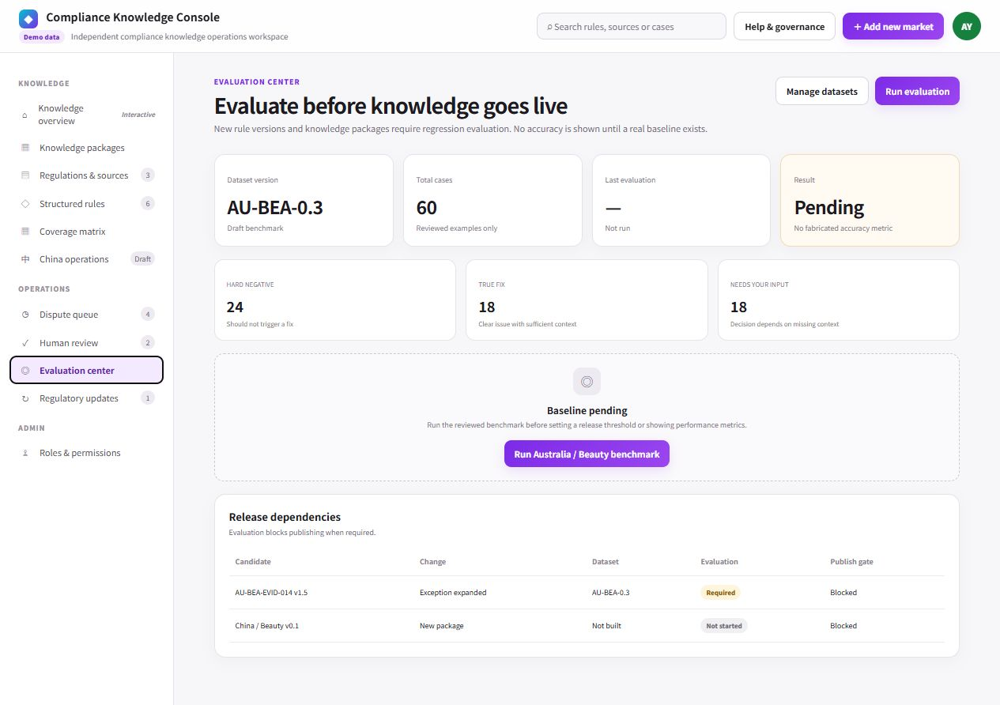 Compliance Knowledge Console
Demo data Independent compliance knowledge operations workspace
Search rules, sources or cases
Help & governance
+ Add new market
AY
KNOWLEDGE
Knowledge overview Interactive
Knowledge packages
Regulations & sources 3
Structured rules 6
Coverage matrix
中 China operations Draft
OPERATIONS
Dispute queue 4
✓ Human review 2
Evaluation center
↻ Regulatory updates 1
ADMIN
Roles & permissions
EVALUATION CENTER
Evaluate before knowledge goes live
New rule versions and knowledge packages require regression evaluation. No accuracy is shown until a real baseline exists.
Manage datasets
Run evaluation
Dataset version
AU-BEA-0.3
Draft benchmark
Total cases
60
Reviewed examples only
Last evaluation
—
Not run
Result
Pending
No fabricated accuracy metric
HARD NEGATIVE
24
Should not trigger a fix
TRUE FIX
18
Clear issue with sufficient context
NEEDS YOUR INPUT
18
Decision depends on missing context
Baseline pending
Run the reviewed benchmark before setting a release threshold or showing performance metrics.
Run Australia / Beauty benchmark
Release dependencies
Evaluation blocks publishing when required.
Candidate Change Dataset Evaluation Publish gate
AU-BEA-EVID-014 v1.5 Exception expanded AU-BEA-0.3 Required Blocked
China / Beauty v0.1 New package Not built Not started Blocked